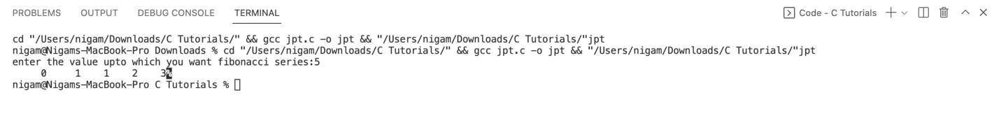 PROBLEMS OUTPUT DEBUG CONSOLE TERMINAL Code - C Tutorials
cd "/Users/nigam/Downloads/C Tutorials/" && gcc jpt.c -o jpt && "/Users/nigam/Downloads/C Tutorials/"jpt
nigam@Nigams-MacBook-Pro Downloads % cd "/Users/nigam/Downloads/C Tutorials/" && gcc jpt.c -o jpt && "/Users/nigam/Downloads/C Tutorials/"jpt
enter the value upto which you want fibonacci series:5
0 1 1 2 3%
nigam@Nigams-MacBook-Pro C Tutorials %